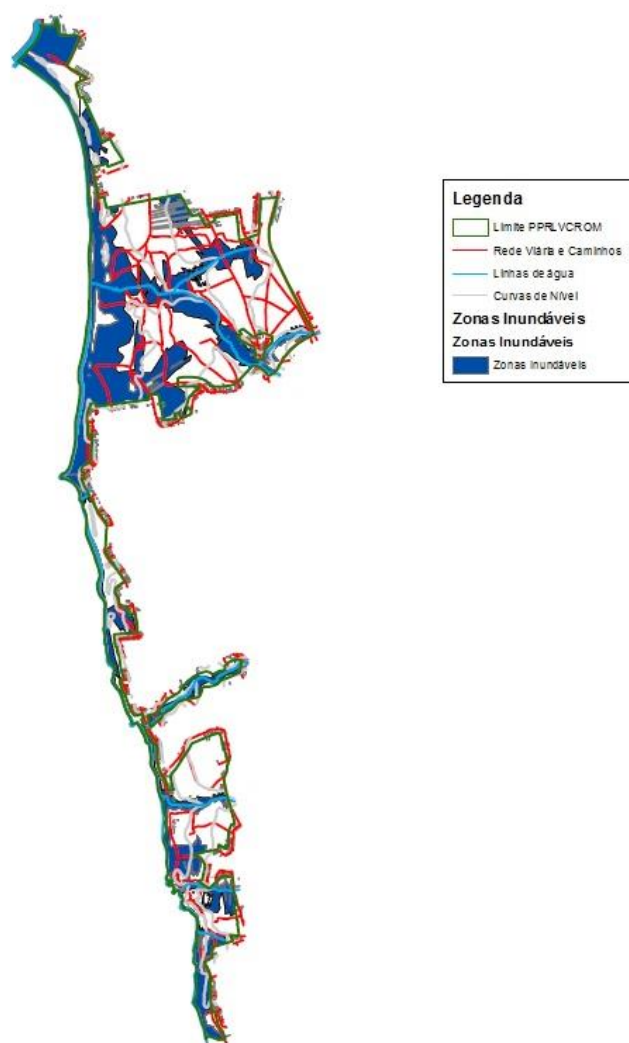 Legenda
Limite PPRLVCROM
Rede Viária e Caminhos
Linhas de água
Curvas de Nível
Zonas Inundáveis
Zonas Inundáveis
Zonas Inundáveis